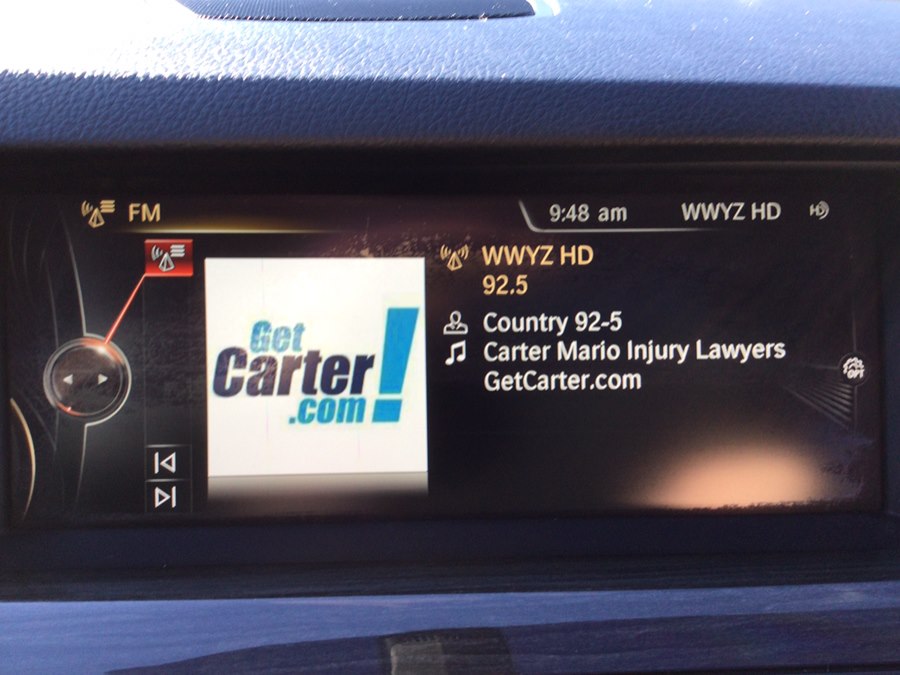 FM
9:48 am
WWYZ HD
WWYZ HD
92.5
Country 92-5
Carter Mario Injury Lawyers
GetCarter.com
Get
Carter!
.com
OPT